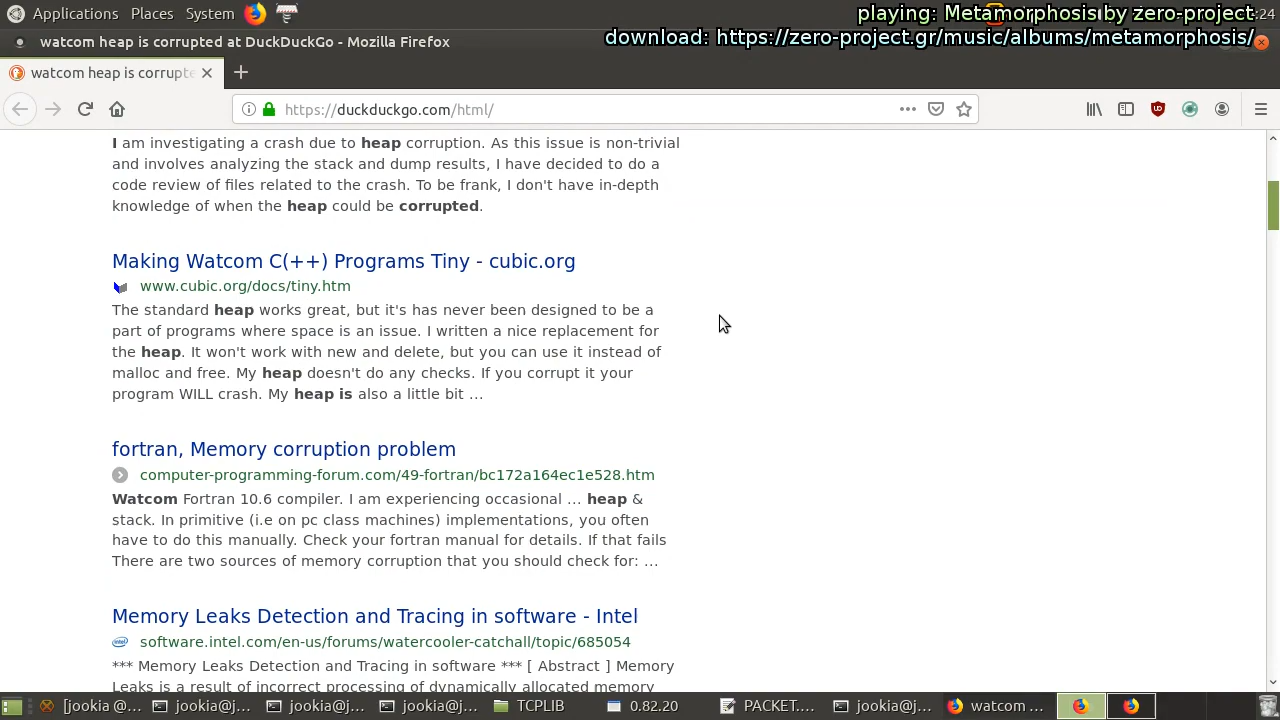 Applications Places System
playing: Metamorphosis by zero-project
:24
watcom heap is corrupted at DuckDuckGo - Mozilla Firefox
download: https://zero-project.gr/music/albums/metamorphosis/
watcom heap is corrupte
https://duckduckgo.com/html/
I am investigating a crash due to heap corruption. As this issue is non-trivial
and involves analyzing the stack and dump results, I have decided to do a
code review of files related to the crash. To be frank, I don't have in-depth
knowledge of when the heap could be corrupted.
Making Watcom C(++) Programs Tiny - cubic.org
www.cubic.org/docs/tiny.htm
The standard heap works great, but it's has never been designed to be a
part of programs where space is an issue. I written a nice replacement for
the heap. It won't work with new and delete, but you can use it instead of
malloc and free. My heap doesn't do any checks. If you corrupt it your
program WILL crash. My heap is also a little bit ...
fortran, Memory corruption problem
computer-programming-forum.com/49-fortran/bc172a164ec1e528.htm
Watcom Fortran 10.6 compiler. I am experiencing occasional ... heap &
stack. In primitive (i.e on pc class machines) implementations, you often
have to do this manually. Check your fortran manual for details. If that fails
There are two sources of memory corruption that you should check for: ...
Memory Leaks Detection and Tracing in software - Intel
software.intel.com/en-us/forums/watercooler-catchall/topic/685054
*** Memory Leaks Detection and Tracing in software *** [ Abstract ] Memory
Leaks is a result of incorrect processing of dynamically allocated memory
[jookia @... jookia@j... jookia@j... jookia@j... TCPLIB 0.82.20 PACKET.... jookia@j... watcom ...